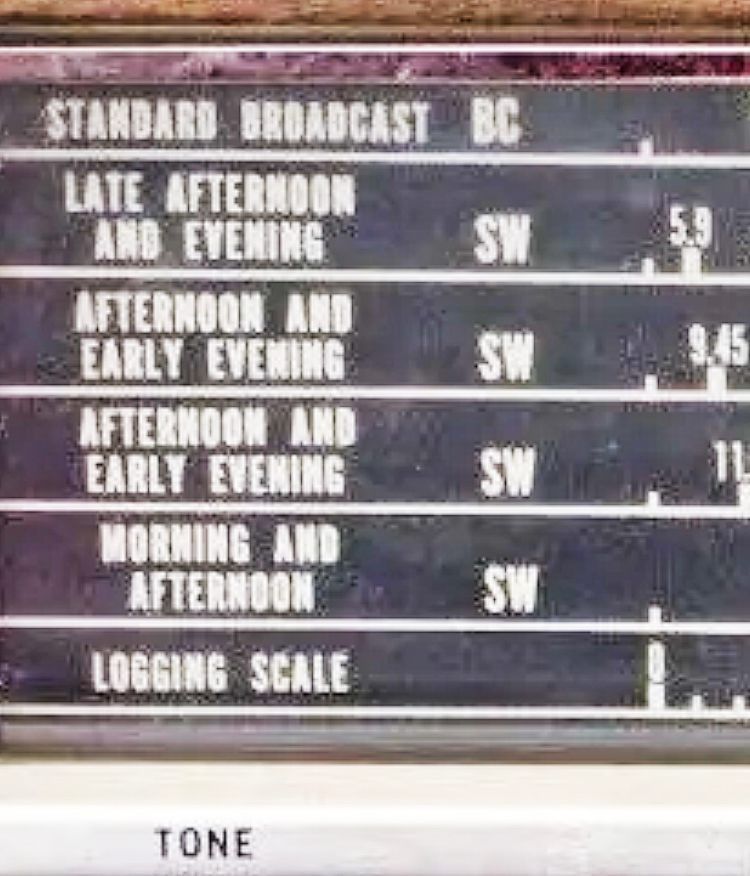 STANDARD BROADCAST BC
LATE AFTERNOON
AND EVENING SW 5.9
AFTERNOON AND
EARLY EVENING SW 9.45
AFTERNOON AND
EARLY EVENING SW 11.
MORNING AND
AFTERNOON SW
LOGGING SCALE 0
TONE